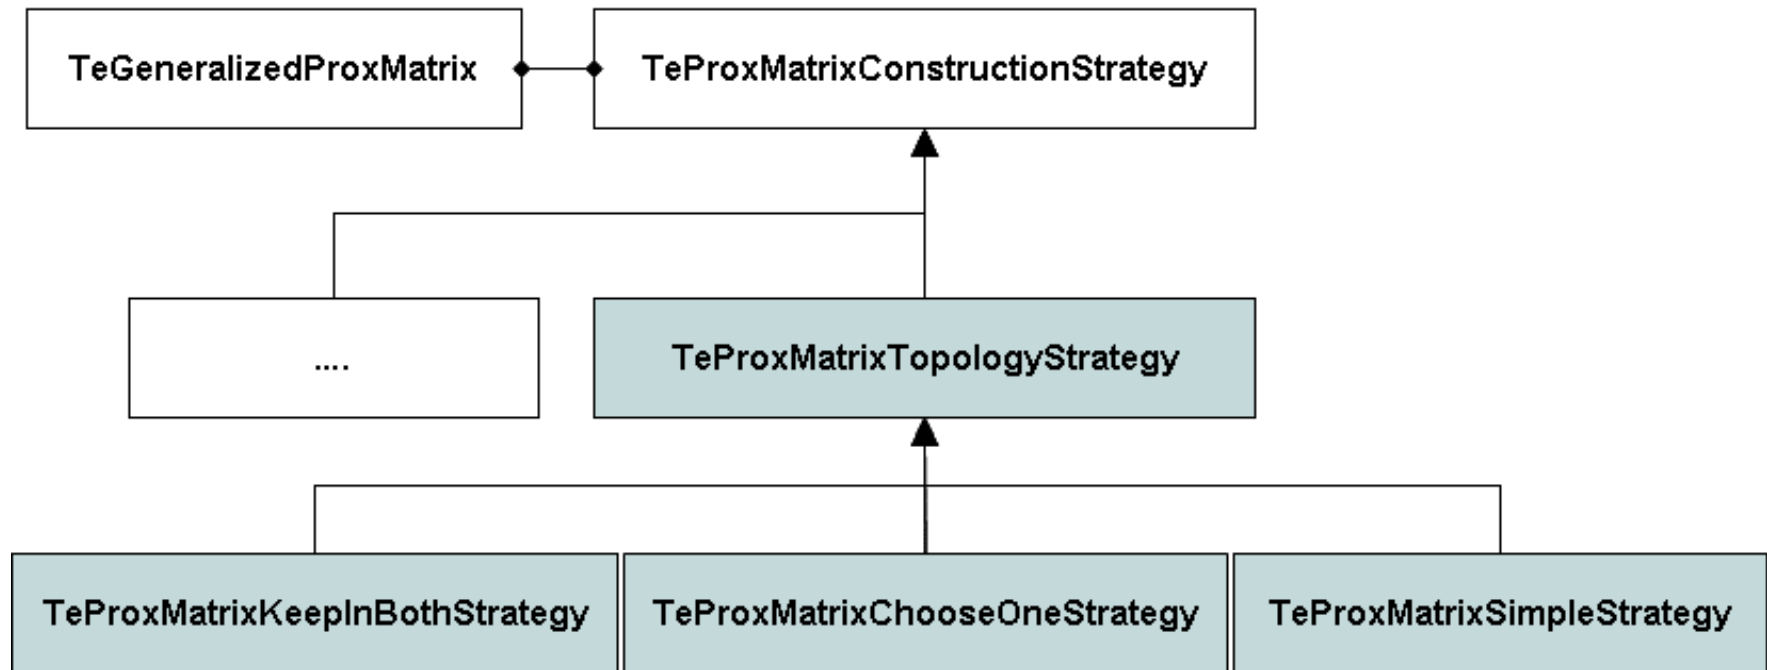 TeGeneralizedProxMatrix
TeProxMatrixConstructionStrategy
....
TeProxMatrixTopologyStrategy
TeProxMatrixKeepInBothStrategy
TeProxMatrixChooseOneStrategy
TeProxMatrixSimpleStrategy